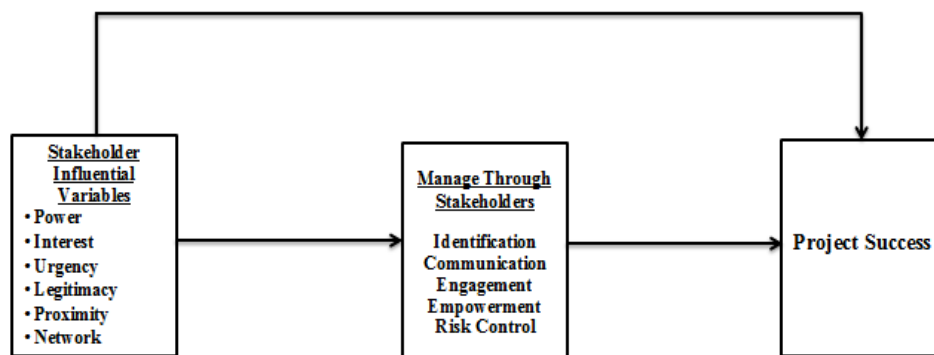 Stakeholder
Influential
Variables
• Power
• Interest
• Urgency
• Legitimacy
• Proximity
• Network
Manage Through
Stakeholders
Identification
Communication
Engagement
Empowerment
Risk Control
Project Success